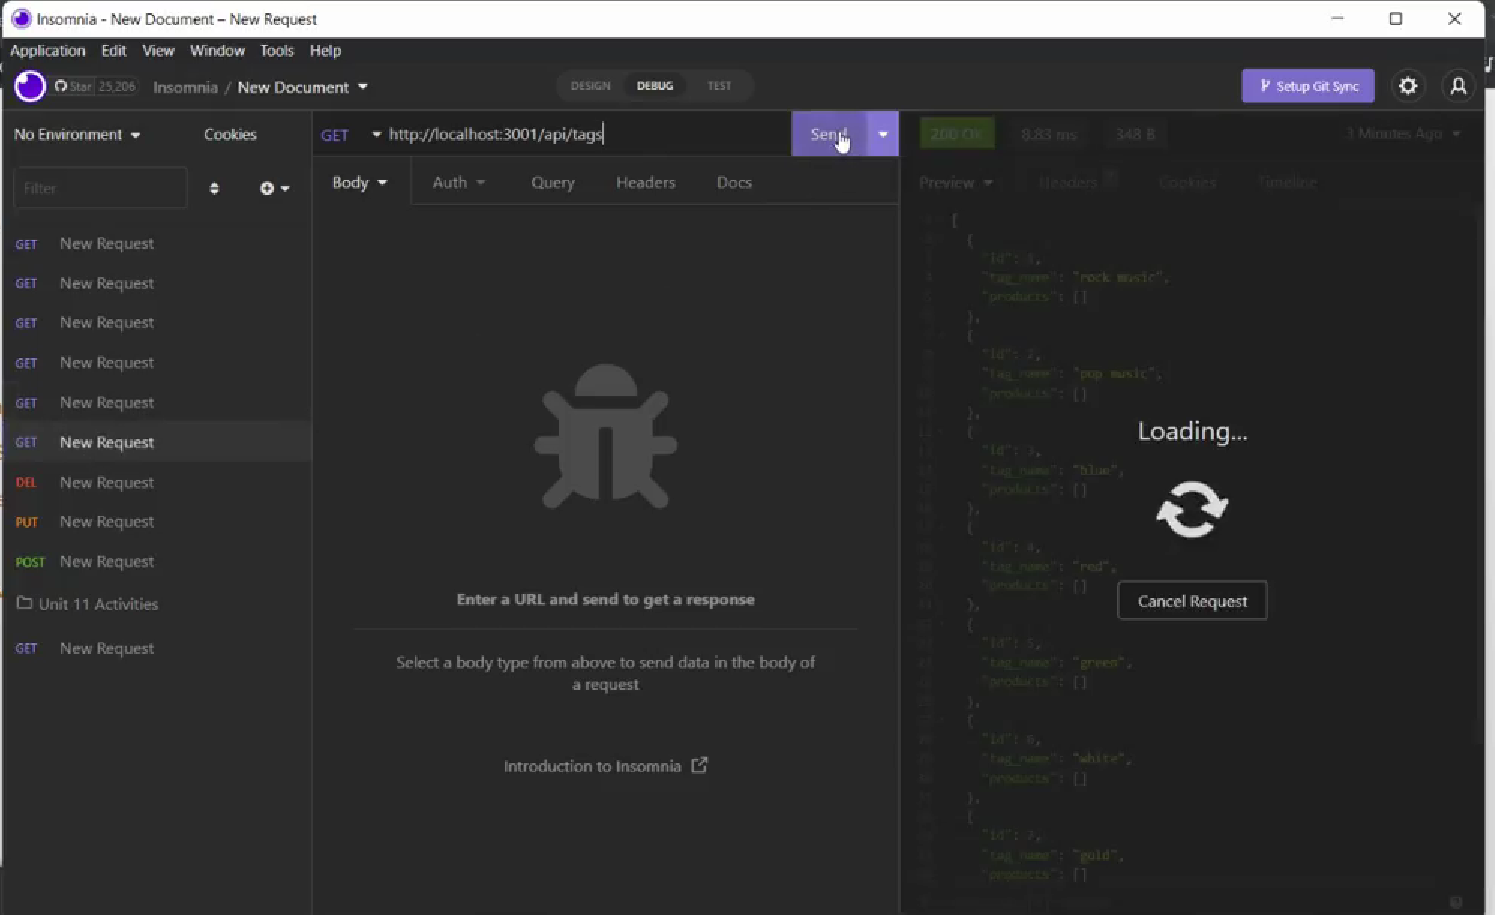 Insomnia - New Document – New Request
Application Edit View Window Tools Help
Star 25,206 Insomnia / New Document DESIGN DEBUG TEST Setup Git Sync
No Environment Cookies GET http://localhost:3001/api/tags Send 200 OK 8.83 ms 348 B 3 Minutes Ago
Filter
Body Auth Query Headers Docs
Preview Headers Cookies Timeline
GET New Request
GET New Request
GET New Request
GET New Request
GET New Request
GET New Request
DEL New Request
PUT New Request
POST New Request
Unit 11 Activities
GET New Request
Enter a URL and send to get a response
Select a body type from above to send data in the body of
a request
Introduction to Insomnia
[
{
"id": 1,
"tag_name": "rock music",
"products": []
},
{
"id": 2,
"tag_name": "pop music",
"products": []
},
{
"id": 3,
"tag_name": "blue",
"products": []
},
{
"id": 4,
"tag_name": "red",
"products": []
},
{
"id": 5,
"tag_name": "green",
"products": []
},
{
"id": 6,
"tag_name": "white",
"products": []
},
{
"id": 7,
"tag_name": "gold",
"products": []
Loading...
Cancel Request